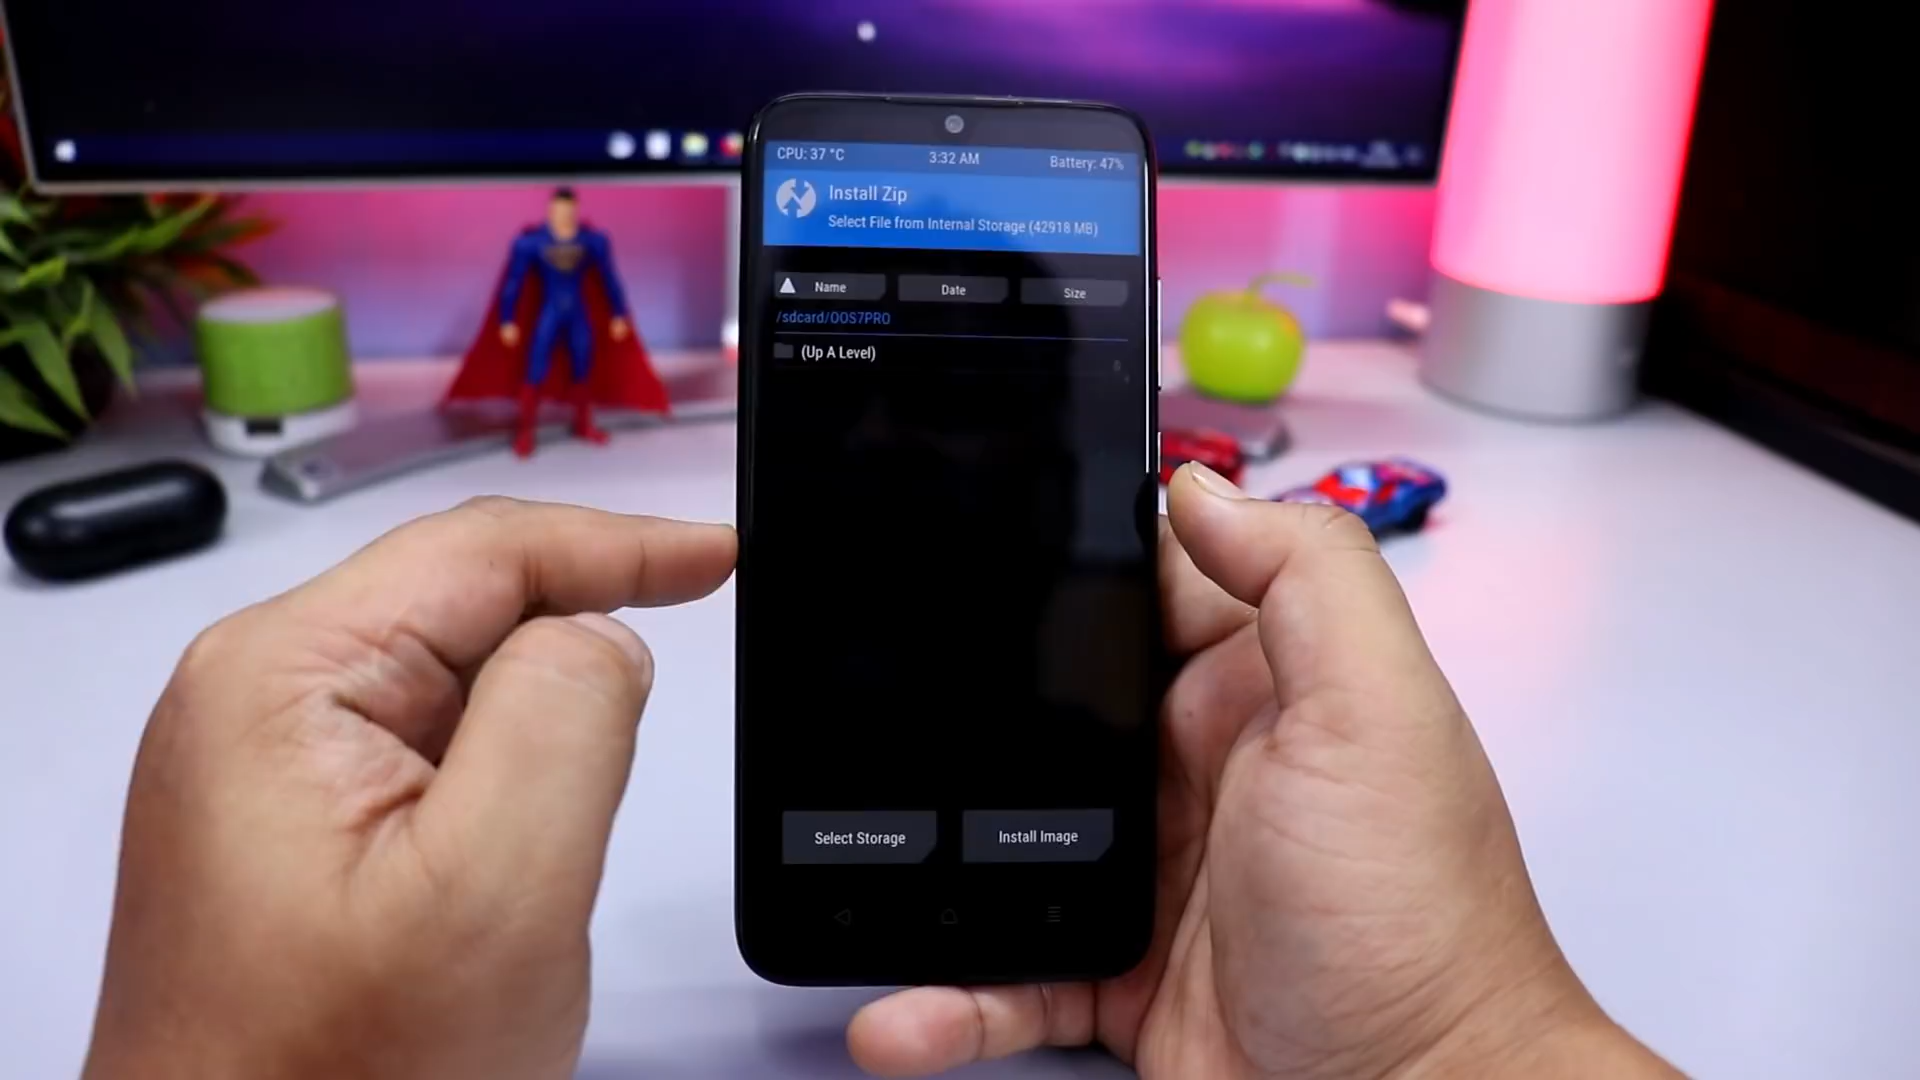 CPU: 37 °C 3:32 AM Battery: 47%
Install Zip
Select File from Internal Storage (42918 MB)
Name Date Size
/sdcard/OOS7PRO
(Up A Level)
Select Storage Install Image